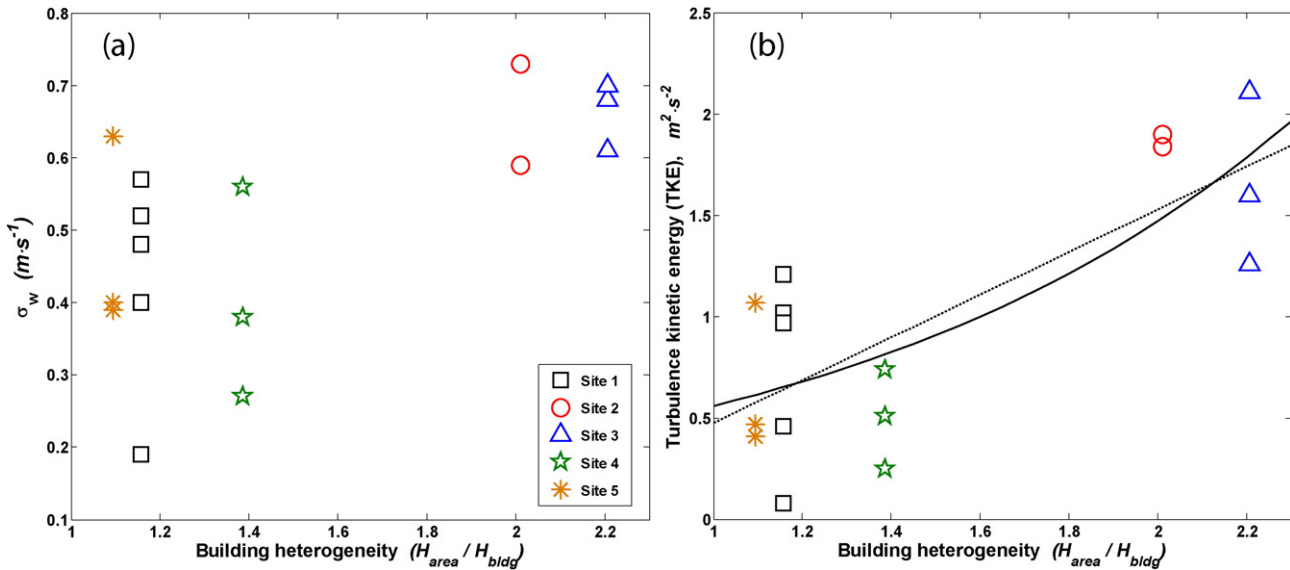 (a)
0.8
0.7
0.6
0.5
0.4
0.3
0.2
0.1
σw (m·s-1)
1 1.2 1.4 1.6 1.8 2 2.2
Building heterogeneity (Harea / Hbldg)
Site 1
Site 2
Site 3
Site 4
Site 5
(b)
2.5
2
1.5
1
0.5
0
Turbulence kinetic energy (TKE), m2·s-2
1 1.2 1.4 1.6 1.8 2 2.2
Building heterogeneity (Harea / Hbldg)